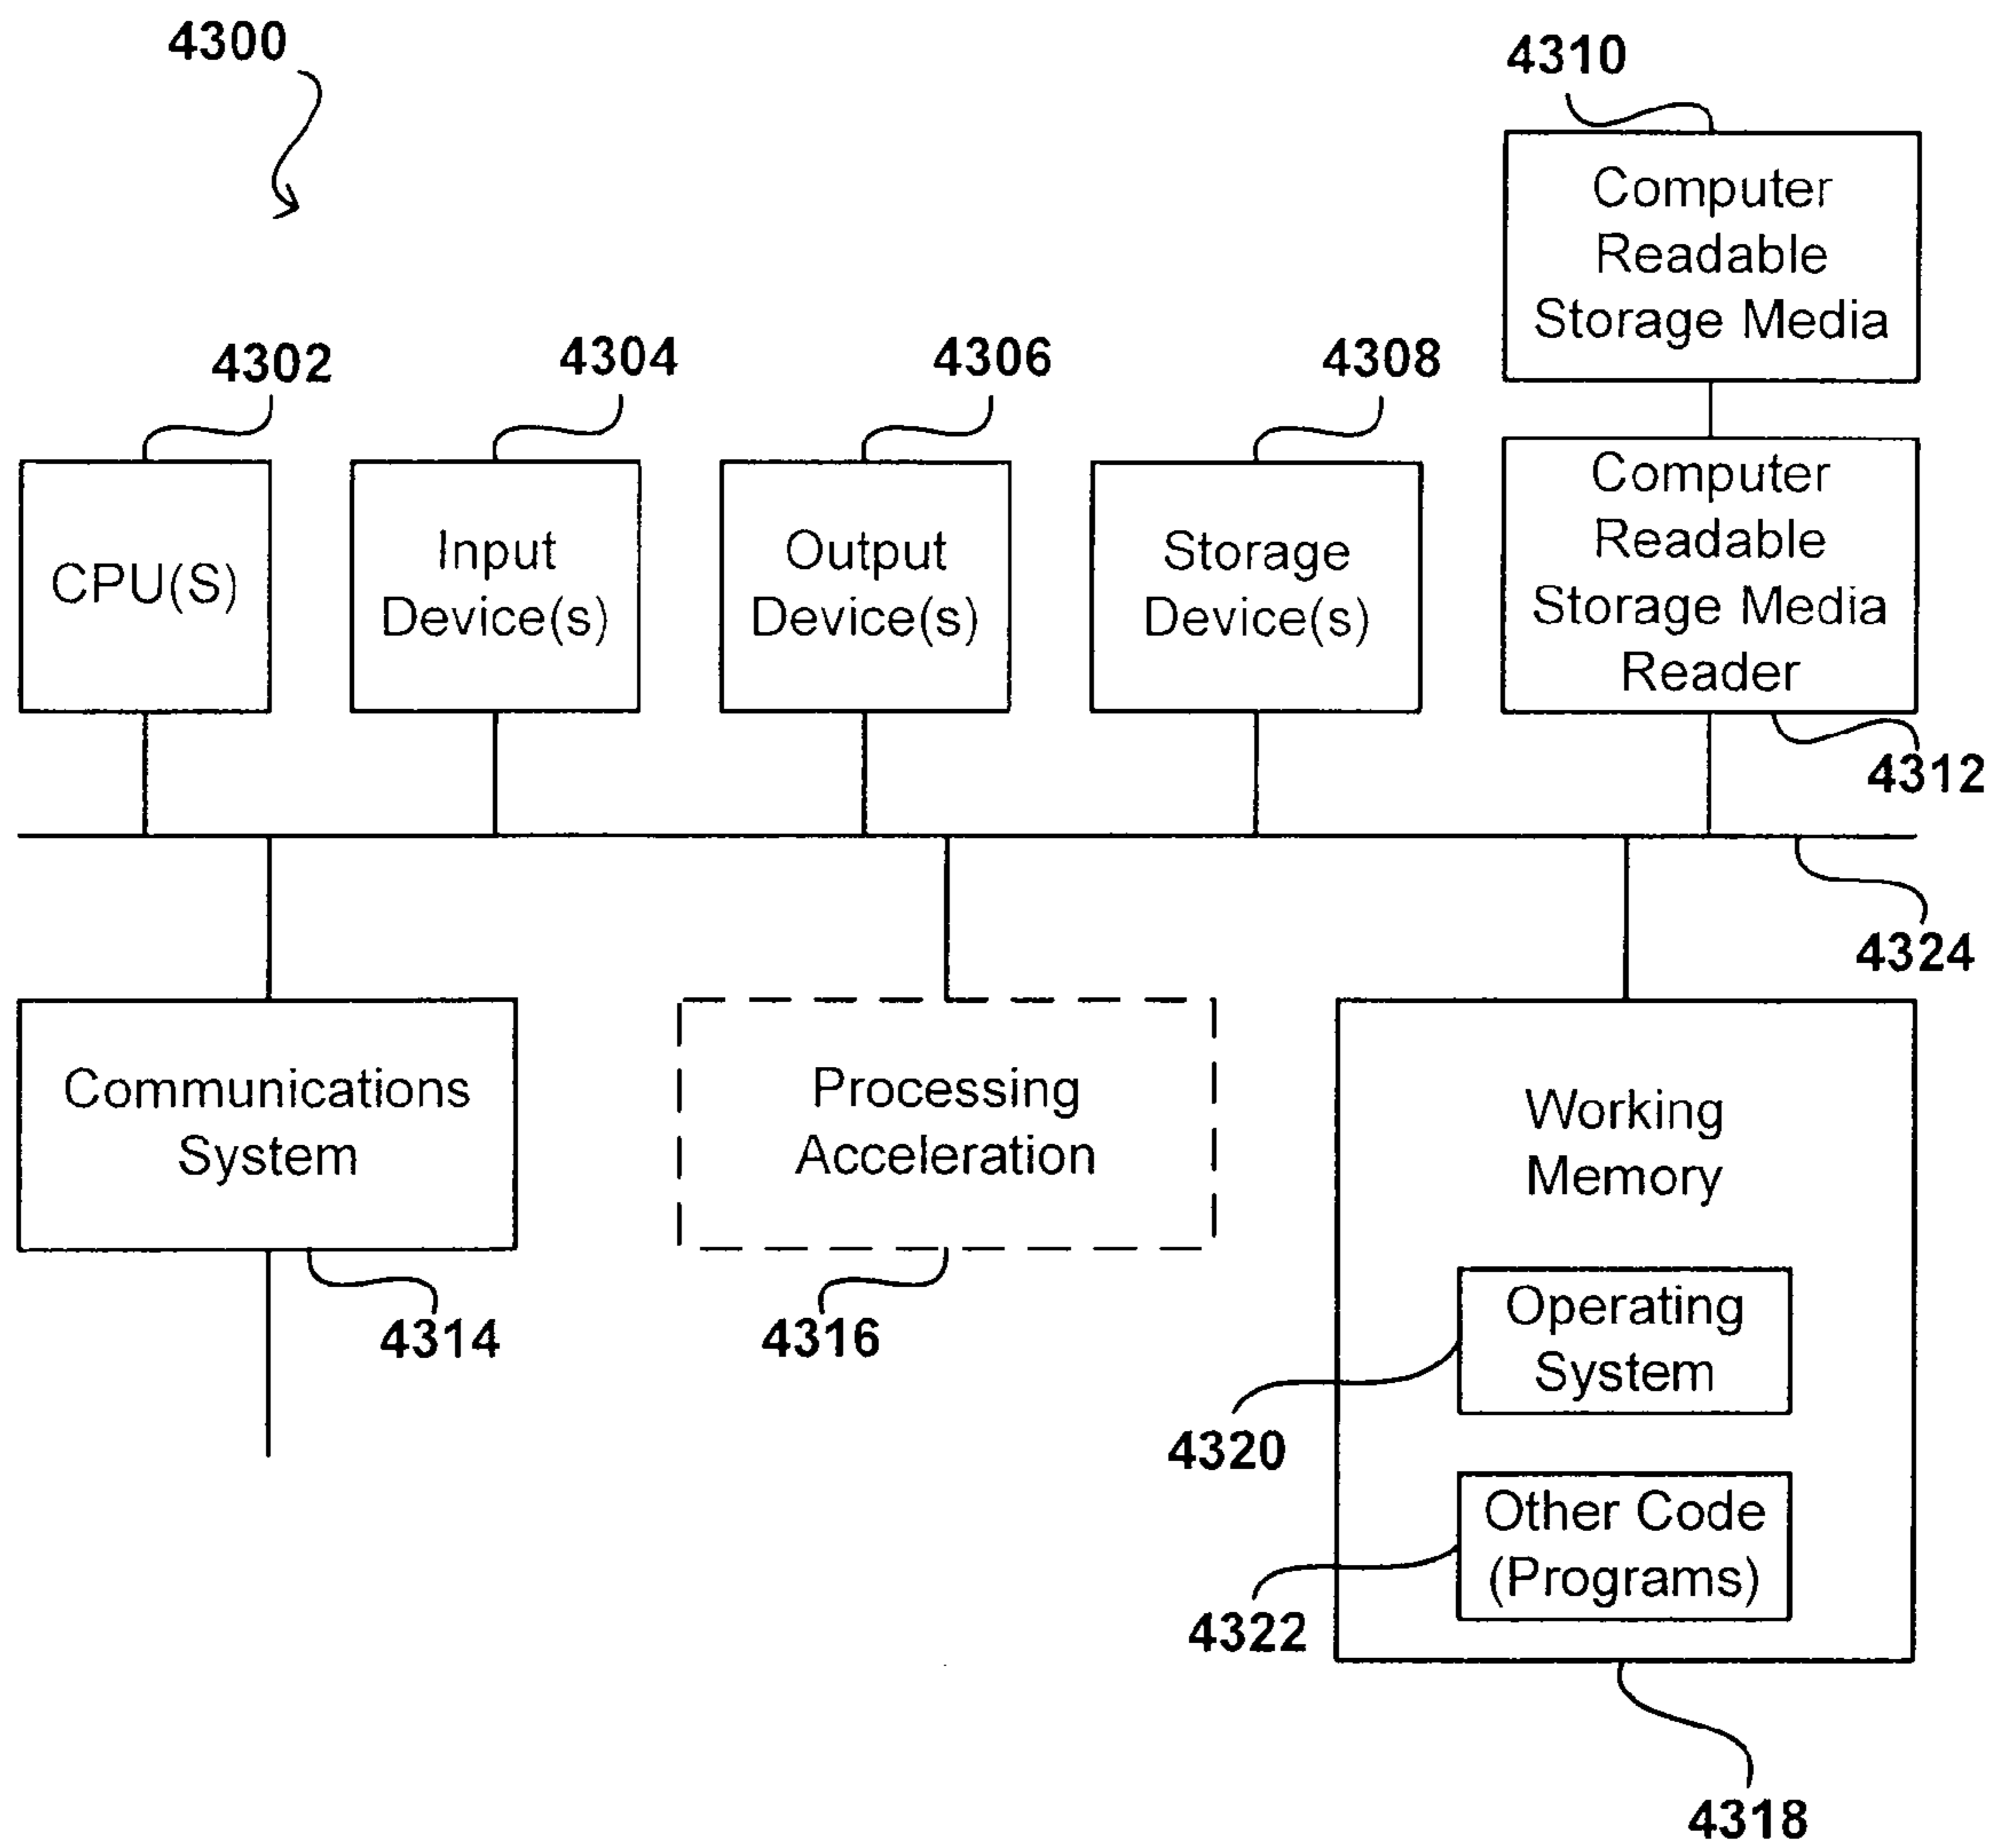 4300
4310
Computer
Readable
Storage Media
4302
4304
4306
4308
CPU(S)
Input
Device(s)
Output
Device(s)
Storage
Device(s)
Computer
Readable
Storage Media
Reader
4312
4324
Communications
System
4314
Processing
Acceleration
4316
Working
Memory
Operating
System
4320
Other Code
(Programs)
4322
4318